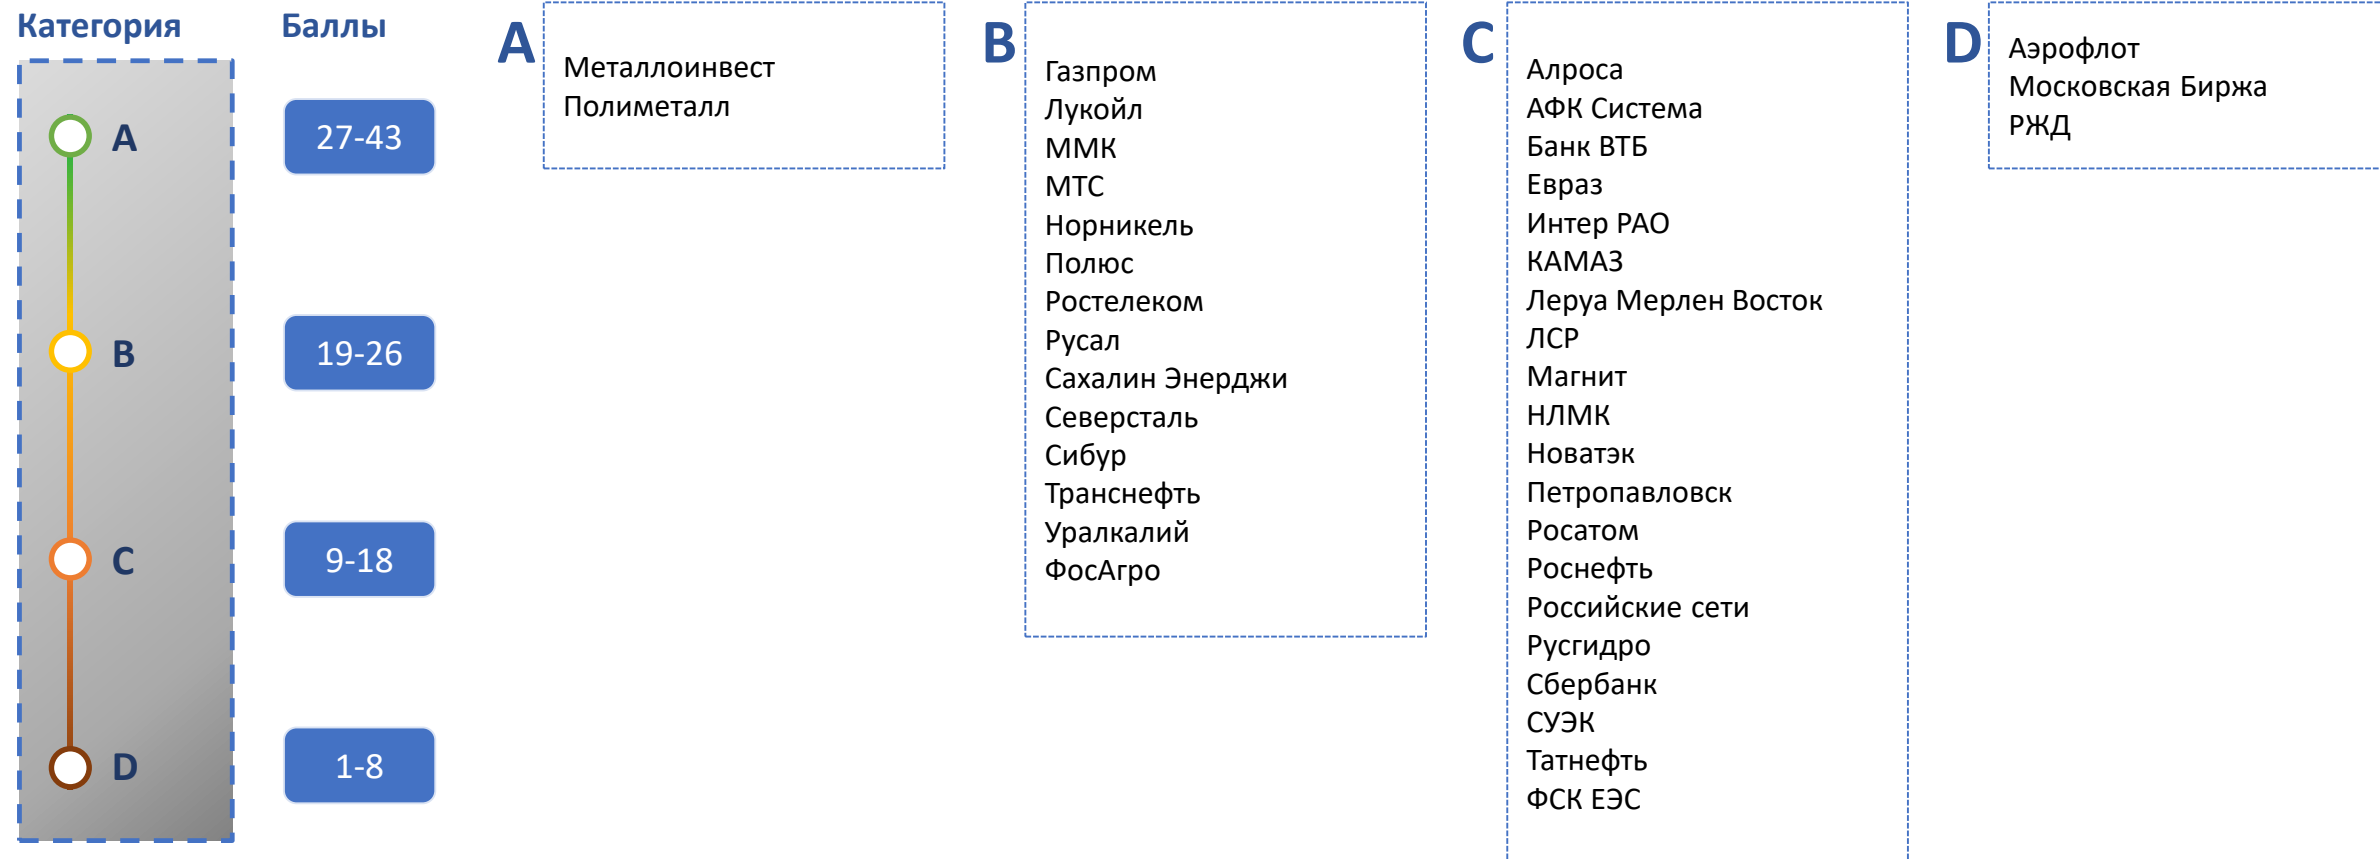 Категория
Баллы
A
27-43
B
19-26
C
9-18
D
1-8
A
Металлоинвест
Полиметалл
B
Газпром
Лукойл
ММК
МТС
Норникель
Полюс
Ростелеком
Русал
Сахалин Энерджи
Северсталь
Сибур
Транснефть
Уралкалий
ФосАгро
C
Алроса
АФК Система
Банк ВТБ
Евраз
Интер РАО
КАМАЗ
Леруа Мерлен Восток
ЛСР
Магнит
НЛМК
Новатэк
Петропавловск
Росатом
Роснефть
Российские сети
Русгидро
Сбербанк
СУЭК
Татнефть
ФСК ЕЭС
D
Аэрофлот
Московская Биржа
РЖД